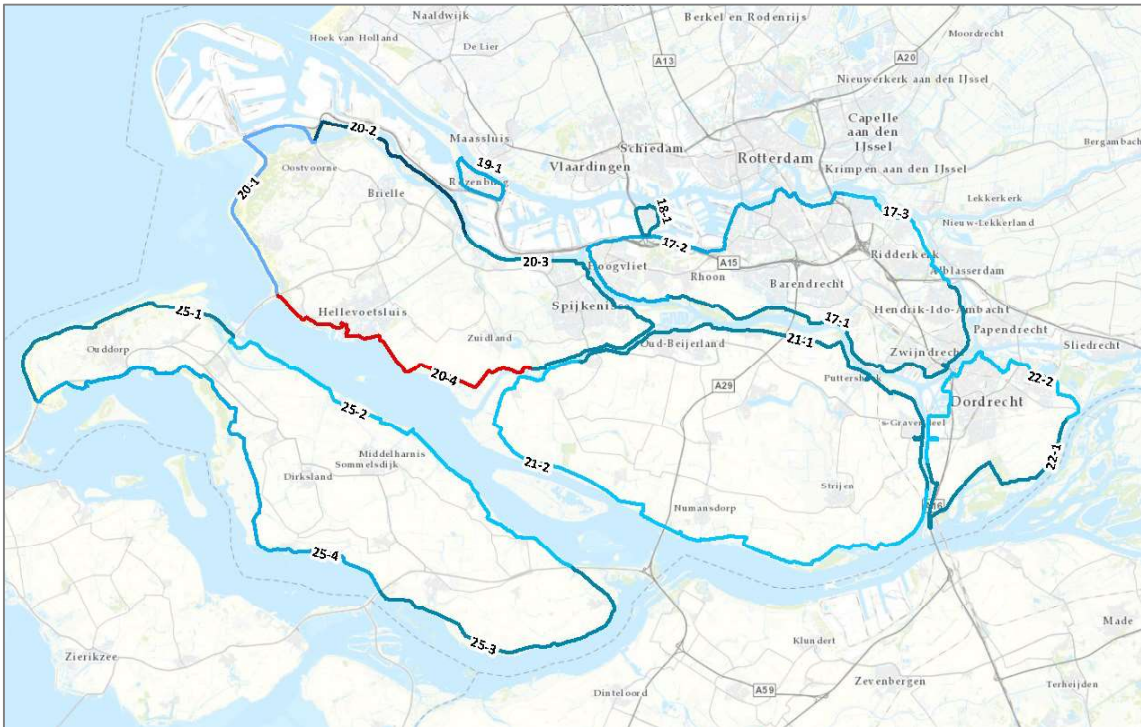 Naaldwijk
Berkel en Rodenrijs
Hoek van Holland
De Lier
Moordrecht
A13
A20
Nieuwerkerk aan den IJssel
Maassluis
Capelle
aan den
IJssel
Schiedam
Bergambach
20-2
Vlaardingen
Rotterdam
Oostvoorne
19-1
Krimpen aan den IJssel
Rozenburg
20-1
Brielle
Lekkerkerk
18-1
17-3
Nieuw-Lekkerland
17-2
Ridderkerk
20-3
Hoogvliet
A15
Rhoon
Alblasserdam
Barendrecht
Spijkenisse
Hendrik-Ido-Ambacht
25-1
Hellevoetsluis
17-1
Papendrecht
Zuidland
Oud-Beijerland
21-1
Zwijndrecht
Sliedrecht
Ouddorp
20-4
A29
Puttershoek
22-2
Dordrecht
25-2
's-Gravendeel
Middelharnis
Sommelsdijk
21-2
22-1
Dirksland
Strijen
Numansdorp
A16
25-4
25-3
Klundert
Made
Zierikzee
Zevenbergen
Terheijden
Dinteloord
A59